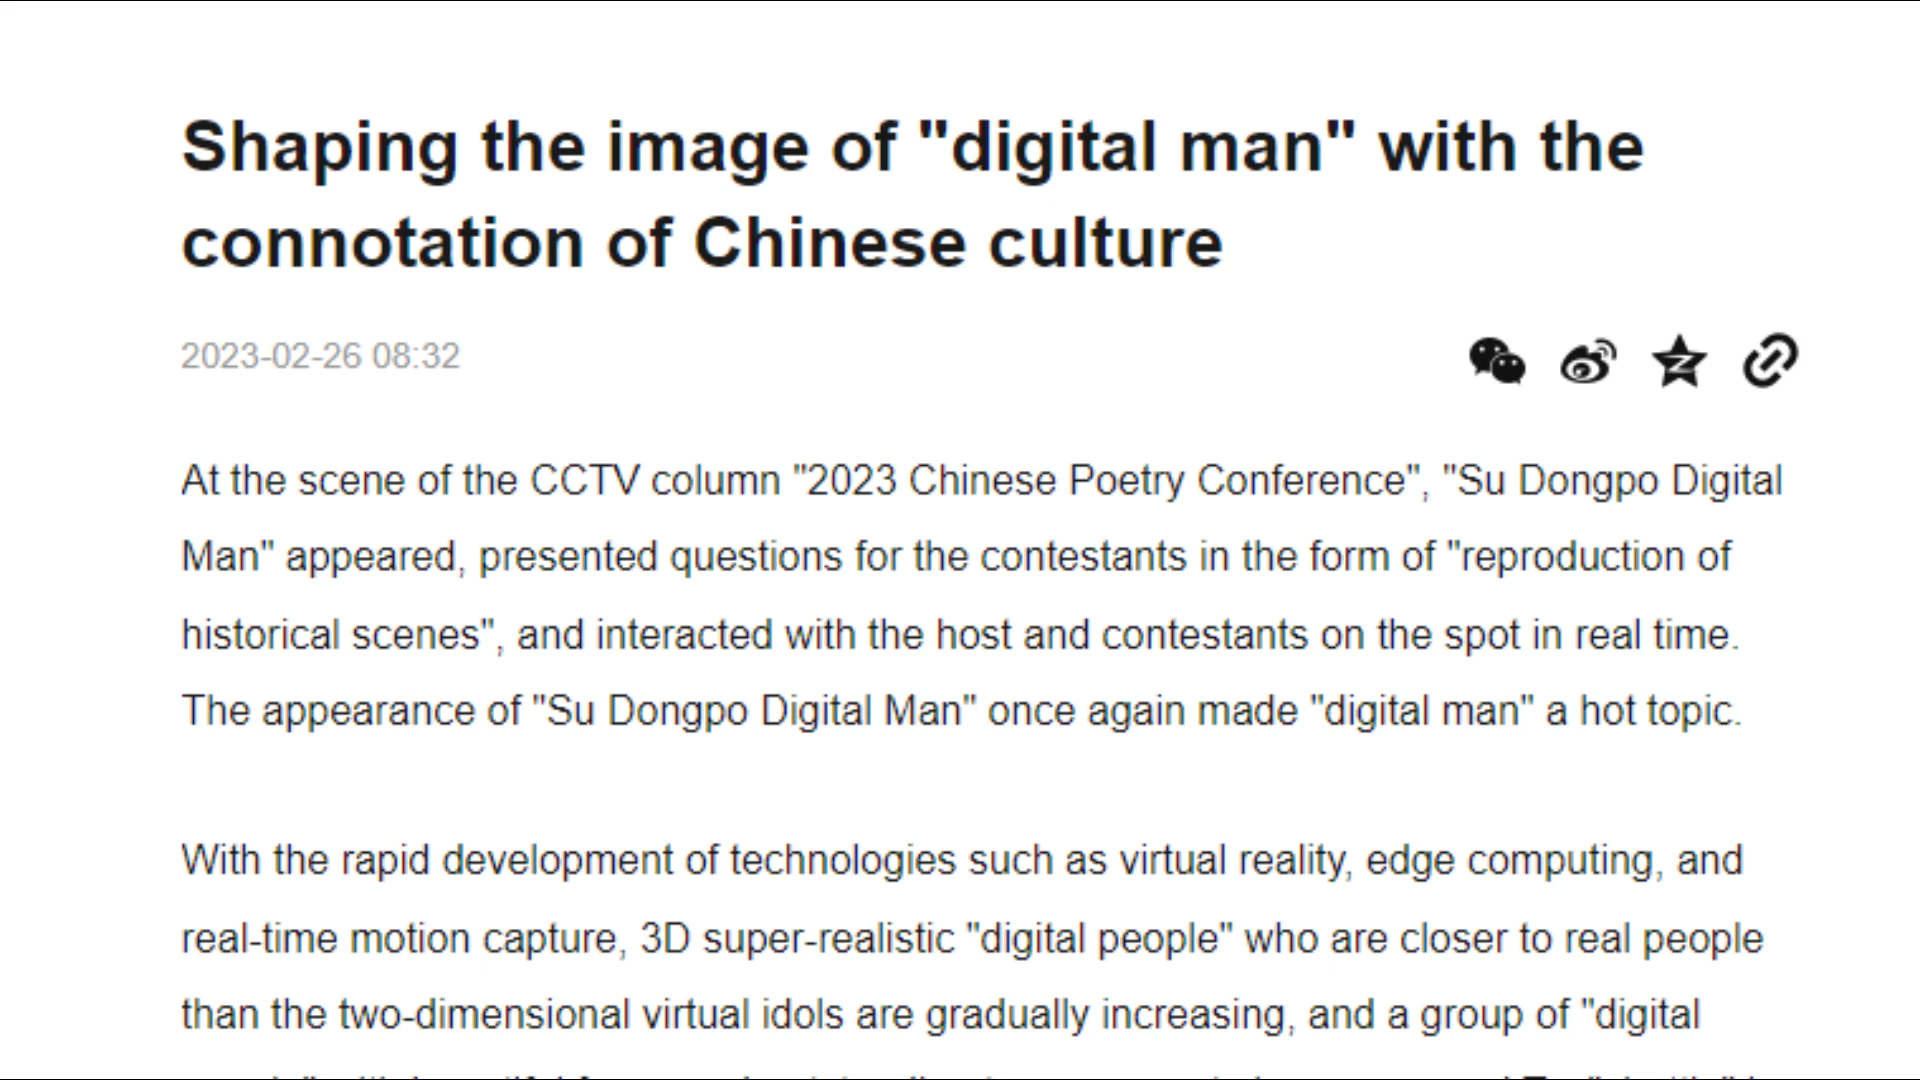 Shaping the image of "digital man" with the
connotation of Chinese culture
2023-02-26 08:32
At the scene of the CCTV column "2023 Chinese Poetry Conference", "Su Dongpo Digital
Man" appeared, presented questions for the contestants in the form of "reproduction of
historical scenes", and interacted with the host and contestants on the spot in real time.
The appearance of "Su Dongpo Digital Man" once again made "digital man" a hot topic.
With the rapid development of technologies such as virtual reality, edge computing, and
real-time motion capture, 3D super-realistic "digital people" who are closer to real people
than the two-dimensional virtual idols are gradually increasing, and a group of "digital